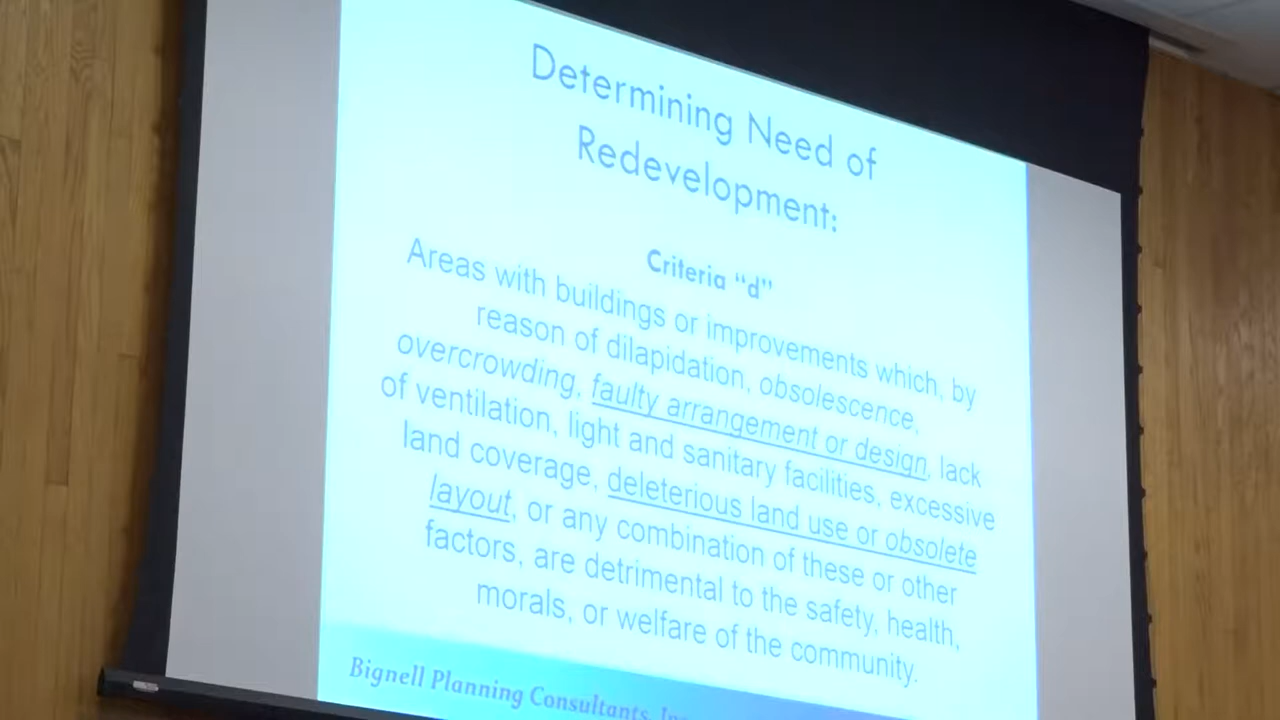 Determining Need of
Redevelopment:
Criteria “d”
Areas with buildings or improvements which, by
reason of dilapidation, obsolescence,
overcrowding, faulty arrangement or design, lack
of ventilation, light and sanitary facilities, excessive
land coverage, deleterious land use or obsolete
layout, or any combination of these or other
factors, are detrimental to the safety, health,
morals, or welfare of the community.
Bignell Planning Consultants, Inc